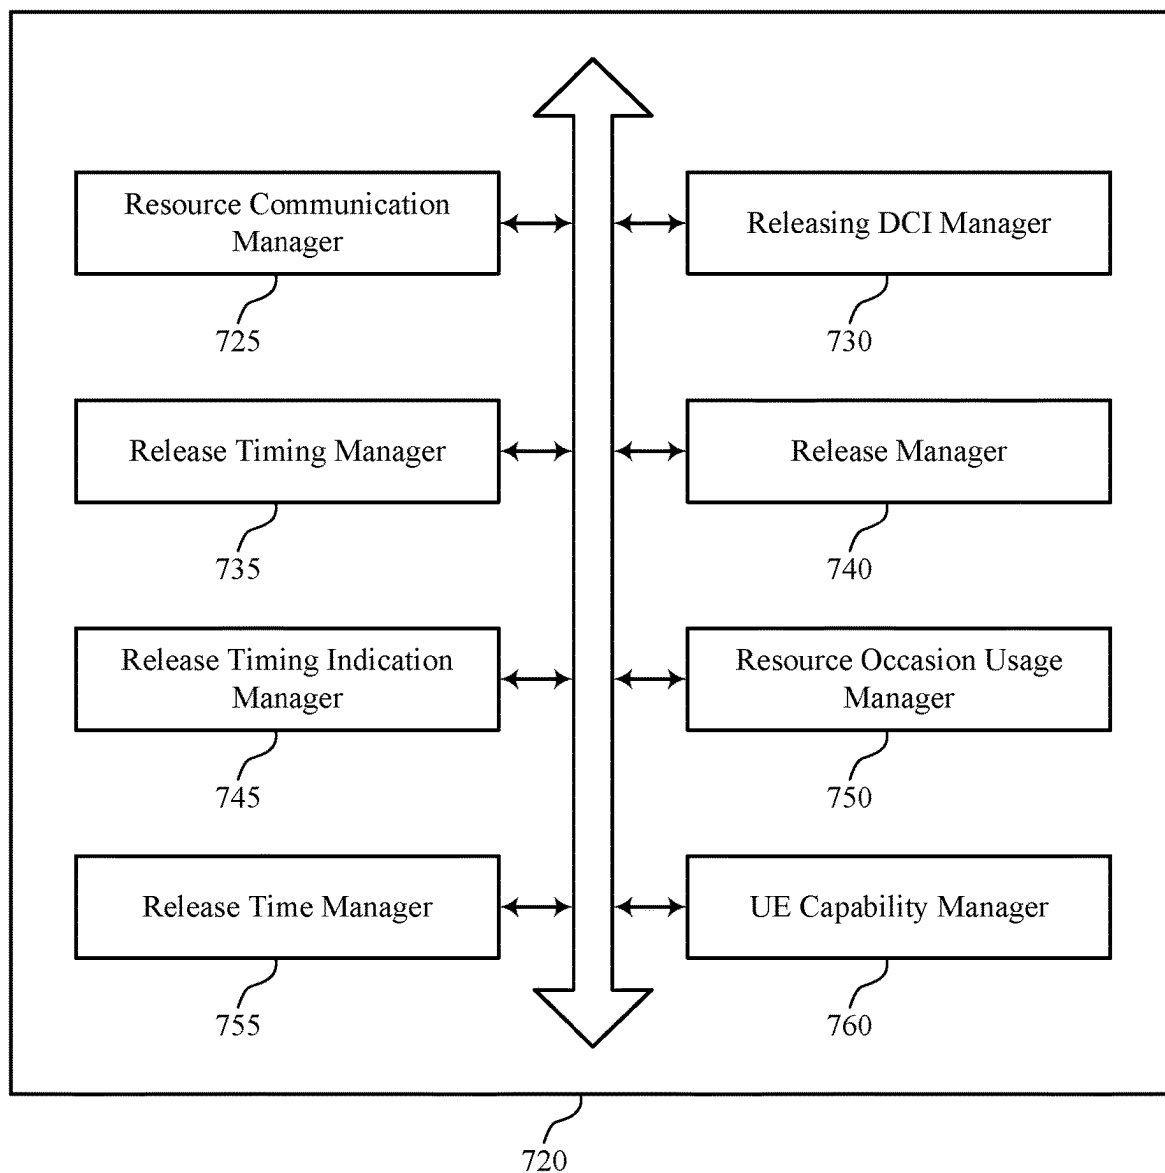 Resource Communication
Manager
725
Releasing DCI Manager
730
Release Timing Manager
735
Release Manager
740
Release Timing Indication
Manager
745
Resource Occasion Usage
Manager
750
Release Time Manager
755
UE Capability Manager
760
720